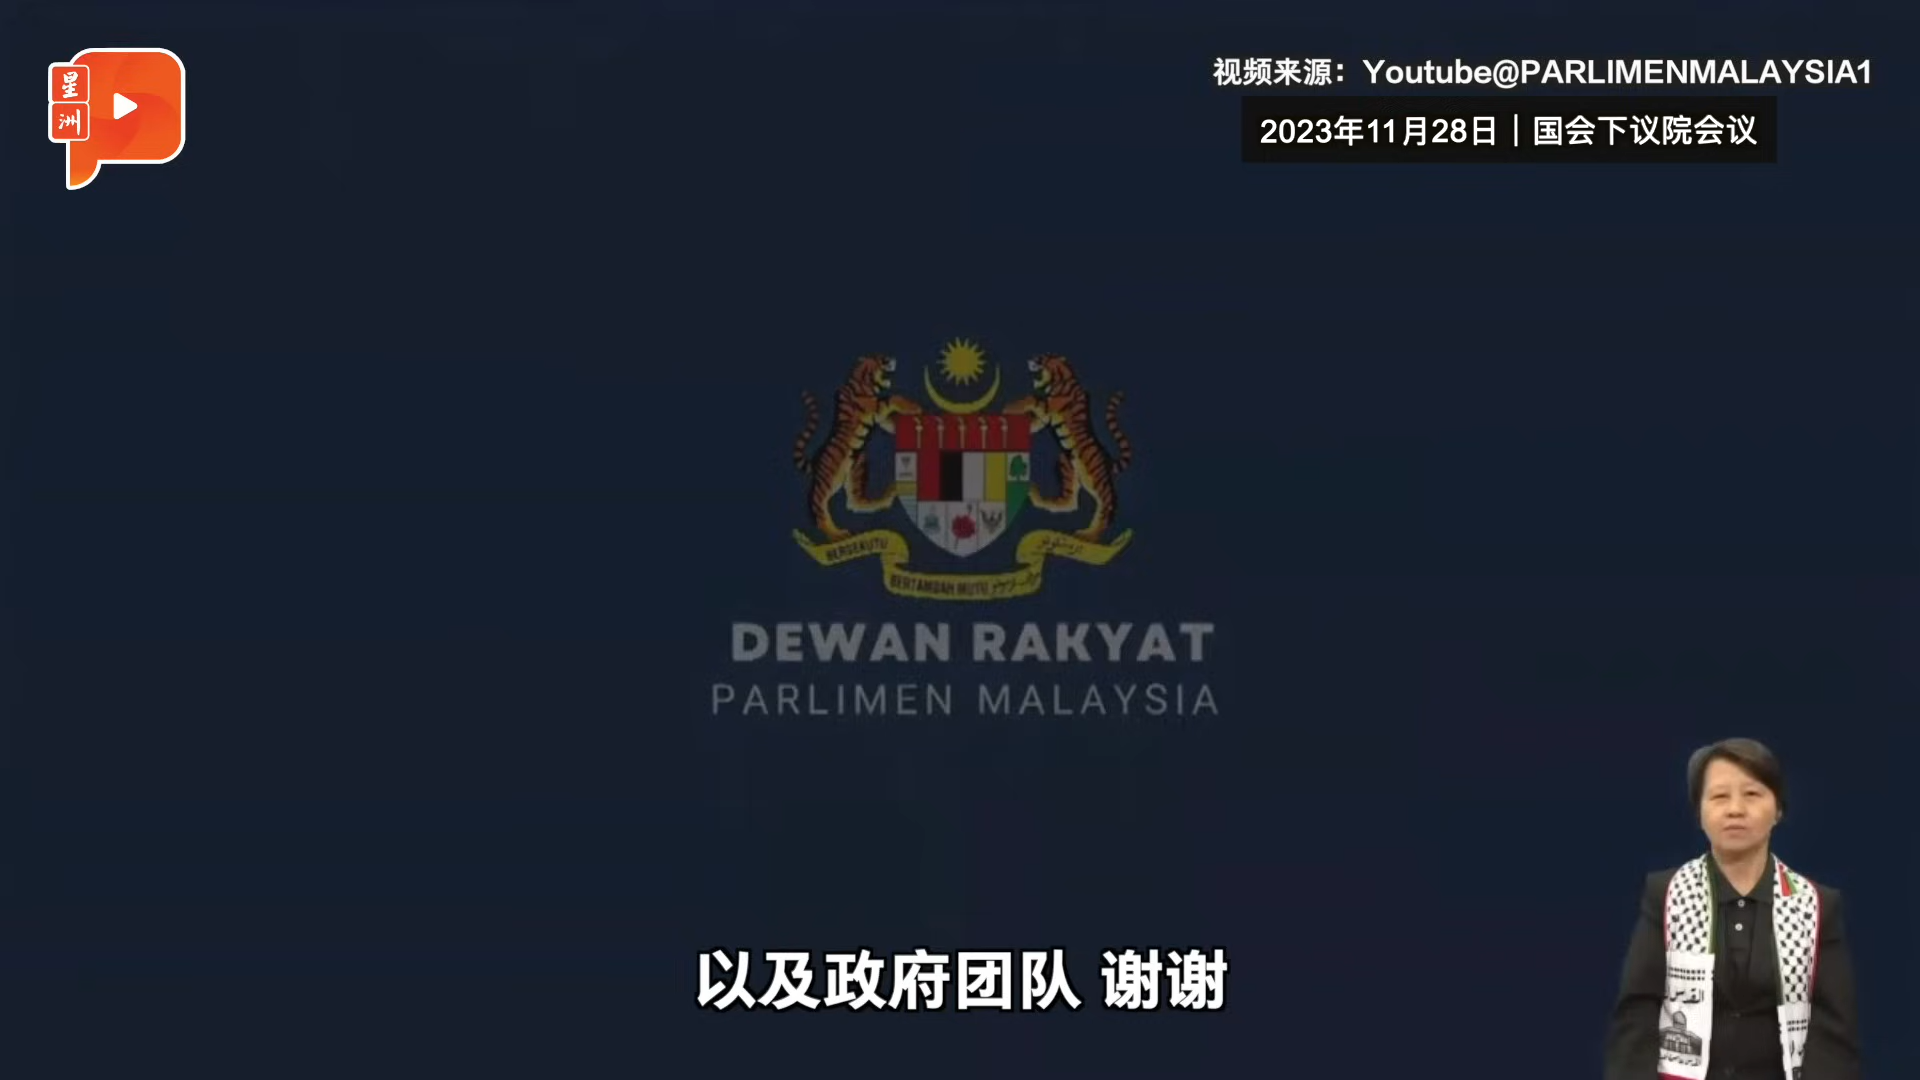 星
洲
视频来源：Youtube@PARLIMENMALAYSIA1
2023年11月28日｜国会下议院会议
BERSEKUTU
BERTAMBAH MUTU
DEWAN RAKYAT
PARLIMEN MALAYSIA
القدس
以及政府团队 谢谢